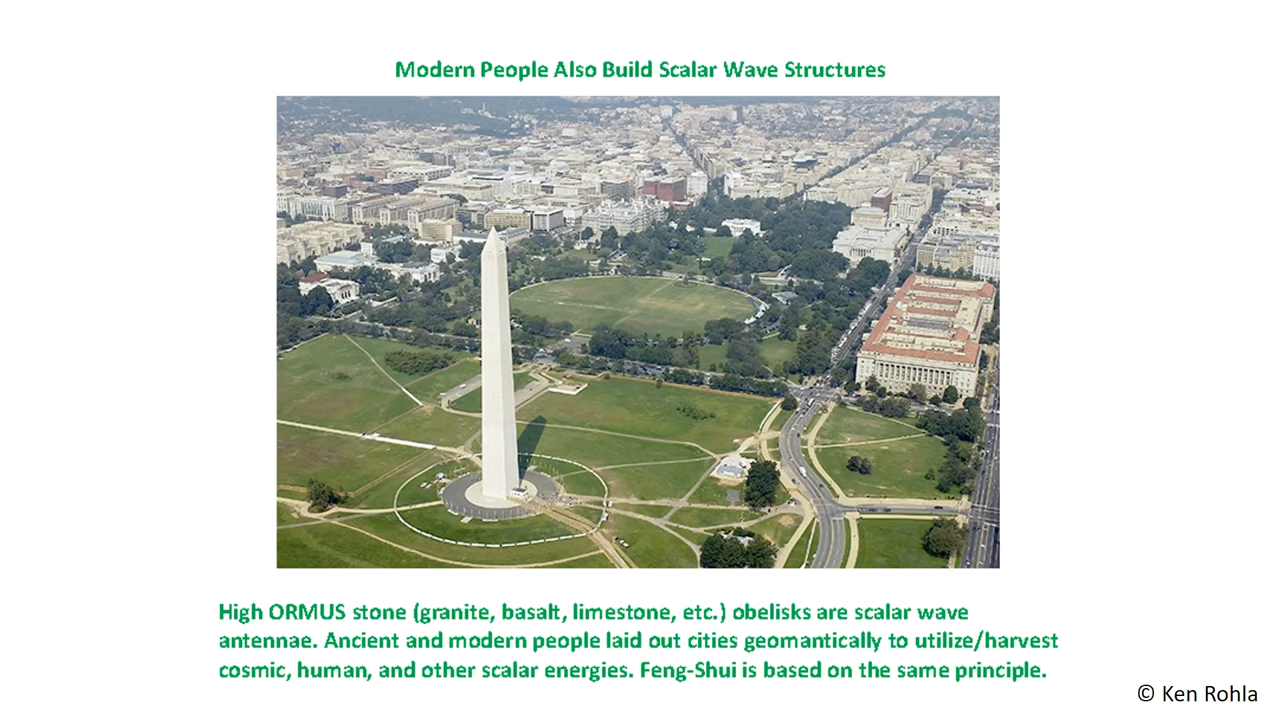 Modern People Also Build Scalar Wave Structures
High ORMUS stone (granite, basalt, limestone, etc.) obelisks are scalar wave
antennae. Ancient and modern people laid out cities geomantically to utilize/harvest
cosmic, human, and other scalar energies. Feng-Shui is based on the same principle.
© Ken Rohla